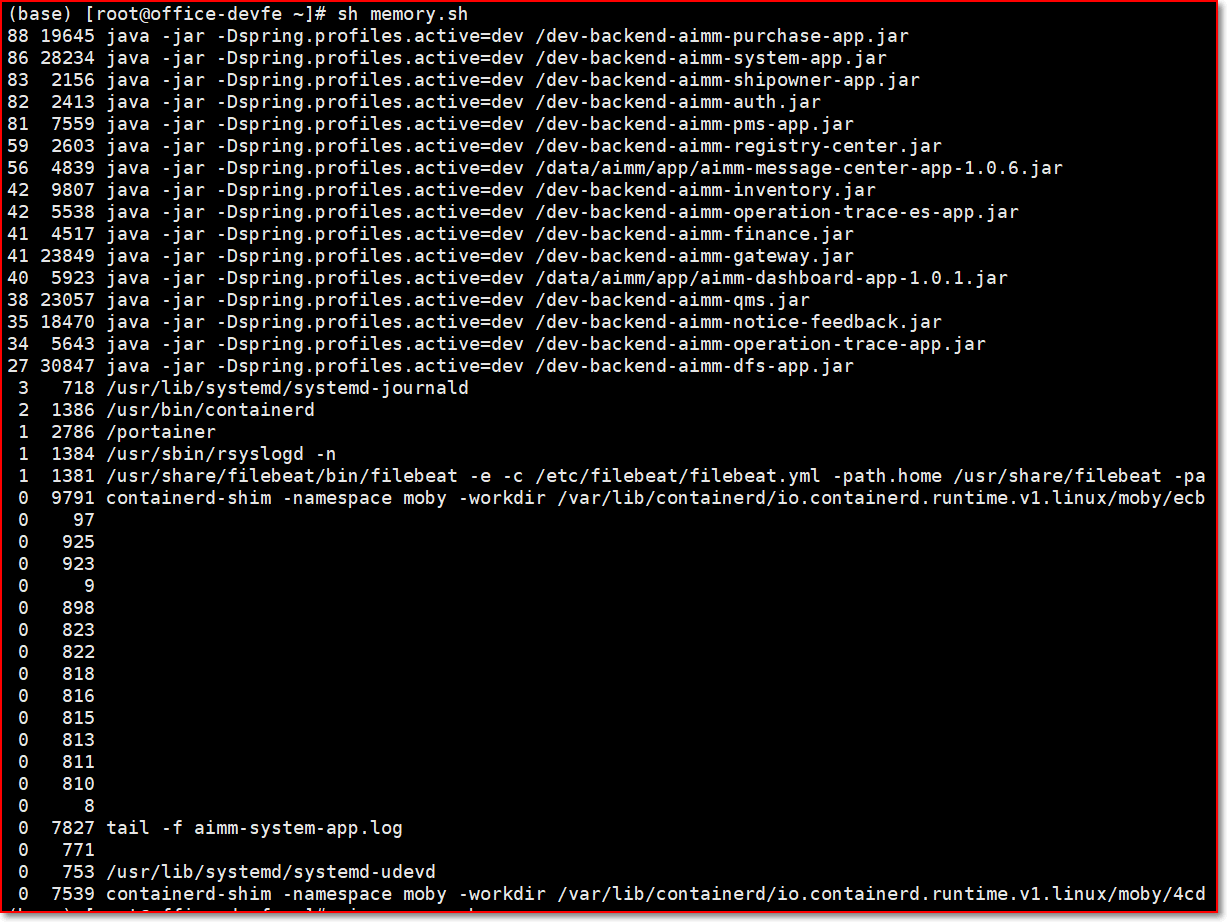 (base) [root@office-devfe ~]# sh memory.sh
88 19645 java -jar -Dspring.profiles.active=dev /dev-backend-aimm-purchase-app.jar
86 28234 java -jar -Dspring.profiles.active=dev /dev-backend-aimm-system-app.jar
83 2156 java -jar -Dspring.profiles.active=dev /dev-backend-aimm-shipowner-app.jar
82 2413 java -jar -Dspring.profiles.active=dev /dev-backend-aimm-auth.jar
81 7559 java -jar -Dspring.profiles.active=dev /dev-backend-aimm-pms-app.jar
59 2603 java -jar -Dspring.profiles.active=dev /dev-backend-aimm-registry-center.jar
56 4839 java -jar -Dspring.profiles.active=dev /data/aimm/app/aimm-message-center-app-1.0.6.jar
42 9807 java -jar -Dspring.profiles.active=dev /dev-backend-aimm-inventory.jar
42 5538 java -jar -Dspring.profiles.active=dev /dev-backend-aimm-operation-trace-es-app.jar
41 4517 java -jar -Dspring.profiles.active=dev /dev-backend-aimm-finance.jar
41 23849 java -jar -Dspring.profiles.active=dev /dev-backend-aimm-gateway.jar
40 5923 java -jar -Dspring.profiles.active=dev /data/aimm/app/aimm-dashboard-app-1.0.1.jar
38 23057 java -jar -Dspring.profiles.active=dev /dev-backend-aimm-qms.jar
35 18470 java -jar -Dspring.profiles.active=dev /dev-backend-aimm-notice-feedback.jar
34 5643 java -jar -Dspring.profiles.active=dev /dev-backend-aimm-operation-trace-app.jar
27 30847 java -jar -Dspring.profiles.active=dev /dev-backend-aimm-dfs-app.jar
3 718 /usr/lib/systemd/systemd-journald
2 1386 /usr/bin/containerd
1 2786 /portainer
1 1384 /usr/sbin/rsyslogd -n
1 1381 /usr/share/filebeat/bin/filebeat -e -c /etc/filebeat/filebeat.yml -path.home /usr/share/filebeat -pa
0 9791 containerd-shim -namespace moby -workdir /var/lib/containerd/io.containerd.runtime.v1.linux/moby/ecb
0 97
0 925
0 923
0 9
0 898
0 823
0 822
0 818
0 816
0 815
0 813
0 811
0 810
0 8
0 7827 tail -f aimm-system-app.log
0 771
0 753 /usr/lib/systemd/systemd-udevd
0 7539 containerd-shim -namespace moby -workdir /var/lib/containerd/io.containerd.runtime.v1.linux/moby/4cd